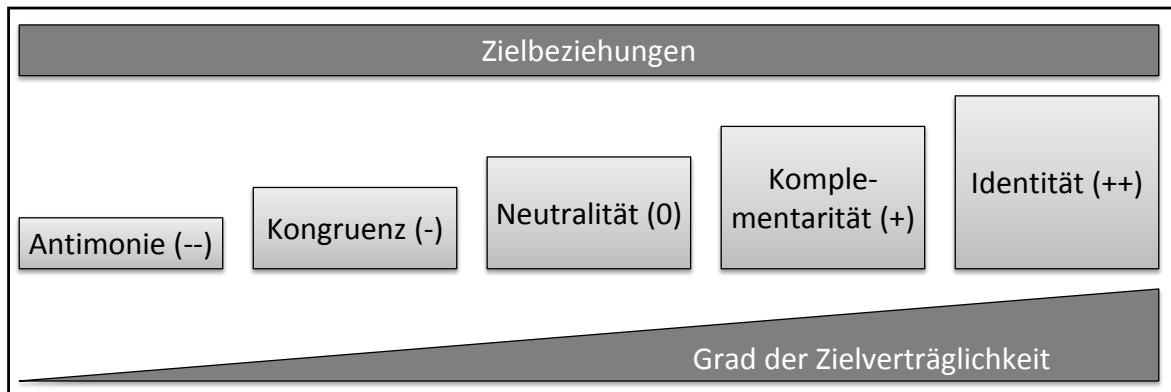 Zielbeziehungen
Antimonie (--)
Kongruenz (-)
Neutralität (0)
Komple-
mentarität (+)
Identität (++)
Grad der Zielverträglichkeit